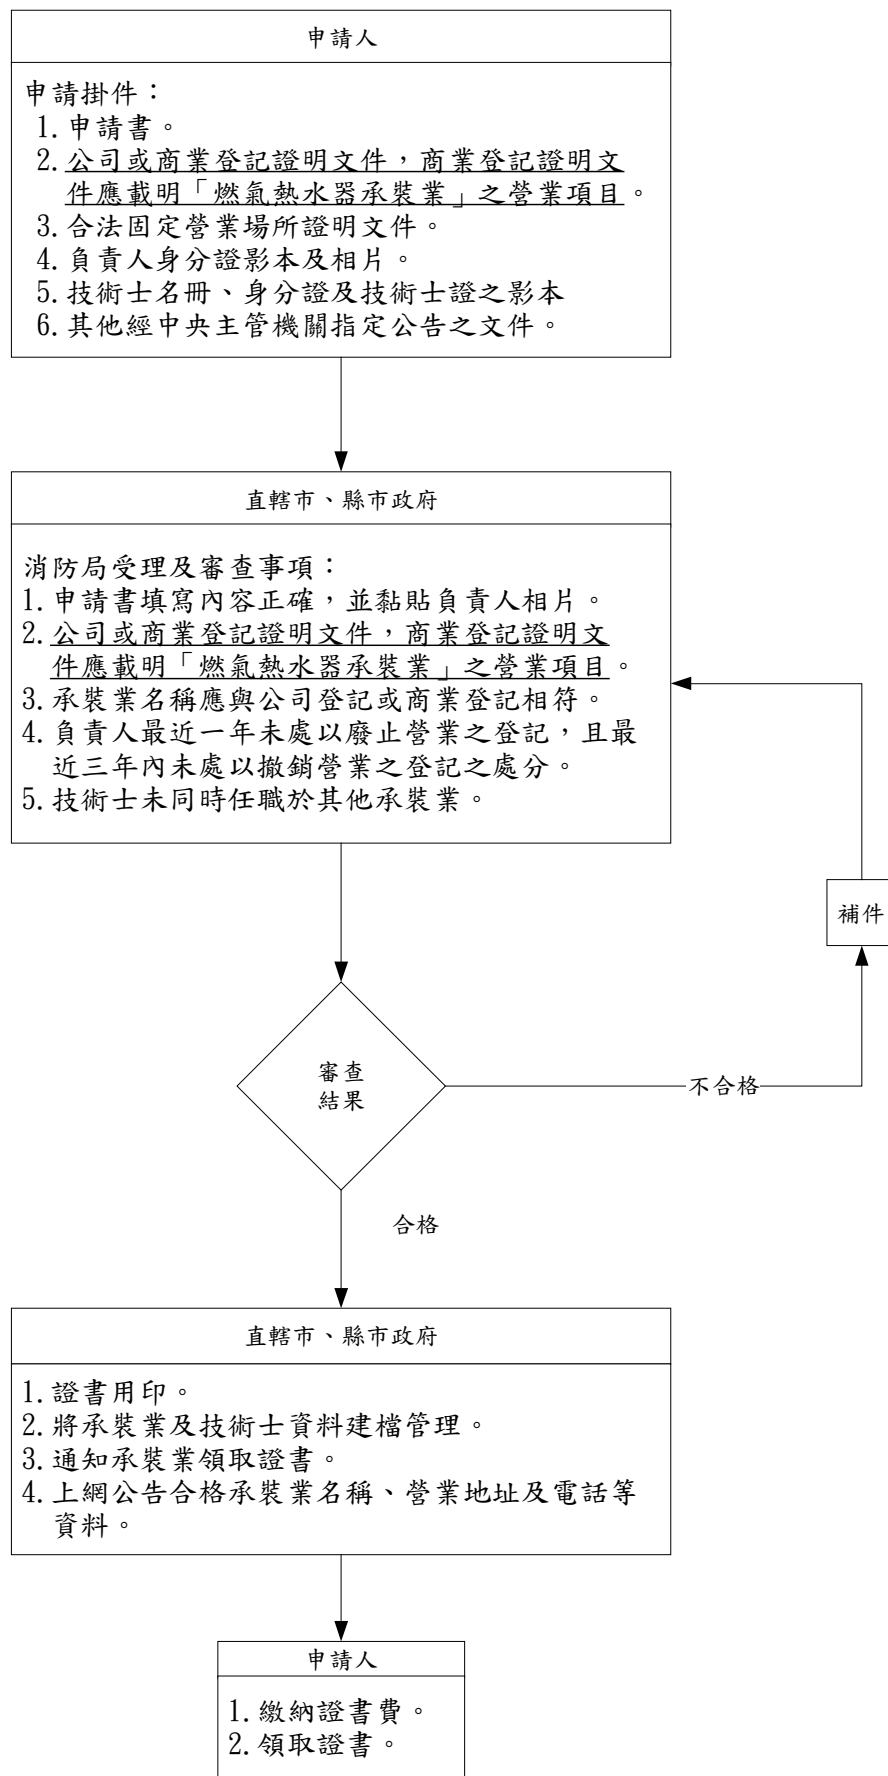 申請人
申請掛件：
1.申請書。
2.公司或商業登記證明文件，商業登記證明文
件應載明「燃氣熱水器承裝業」之營業項目。
3.合法固定營業場所證明文件。
4.負責人身分證影本及相片。
5.技術士名冊、身分證及技術士證之影本
6.其他經中央主管機關指定公告之文件。
直轄市、縣市政府
消防局受理及審查事項：
1.申請書填寫內容正確，並黏貼負責人相片。
2.公司或商業登記證明文件，商業登記證明文
件應載明「燃氣熱水器承裝業」之營業項目。
3.承裝業名稱應與公司登記或商業登記相符。
4.負責人最近一年未處以廢止營業之登記，且最
近三年內未處以撤銷營業之登記之處分。
5.技術士未同時任職於其他承裝業。
補件
審查
結果
不合格
合格
直轄市、縣市政府
1.證書用印。
2.將承裝業及技術士資料建檔管理。
3.通知承裝業領取證書。
4.上網公告合格承裝業名稱、營業地址及電話等
資料。
申請人
1.繳納證書費。
2.領取證書。